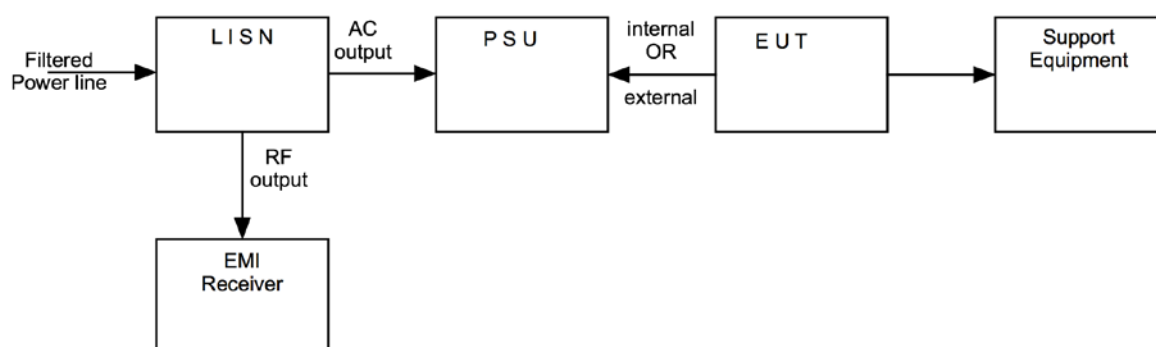 Filtered
Power line
L I S N
AC
output
P S U
internal
OR
external
E U T
Support
Equipment
RF
output
EMI
Receiver